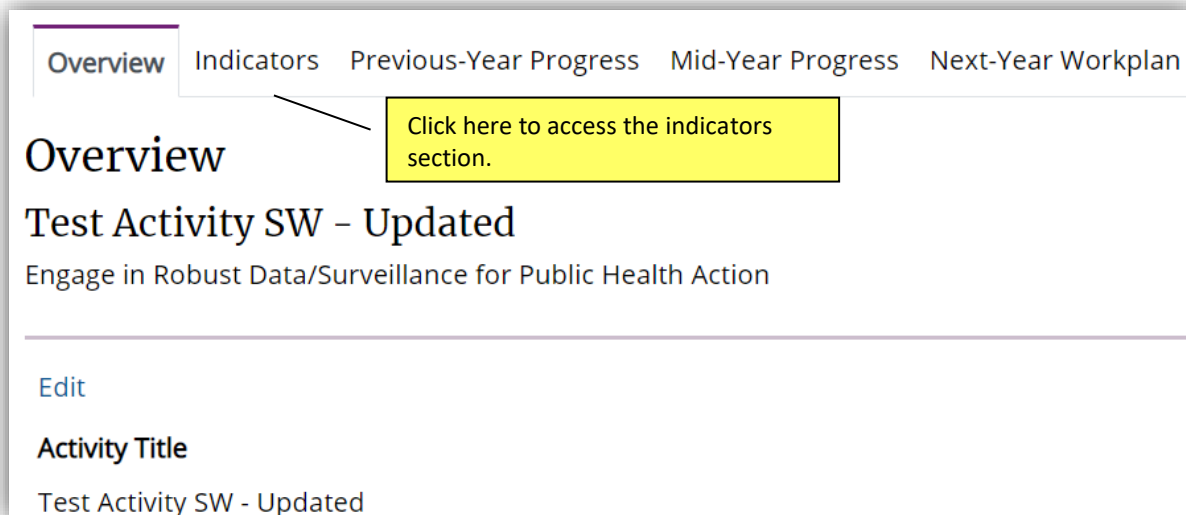 Overview Indicators Previous-Year Progress Mid-Year Progress Next-Year Workplan
Click here to access the indicators
section.
Overview
Test Activity SW - Updated
Engage in Robust Data/Surveillance for Public Health Action
Edit
Activity Title
Test Activity SW - Updated